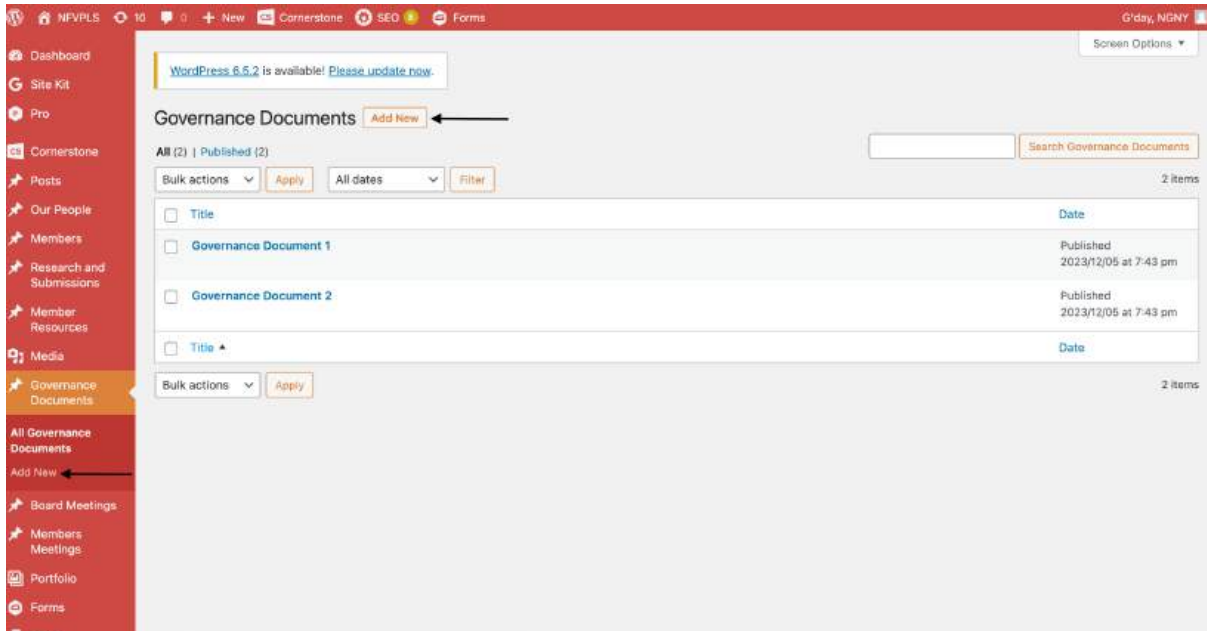 NFVPLS 10 0 New CS Cornerstone SEO Forms G'day, NGNY
Screen Options
Dashboard
Site Kit
Pro
CS Cornerstone
Posts
Our People
Members
Research and
Submissions
Member
Resources
Media
Governance
Documents
All Governance
Documents
Add New
Board Meetings
Members
Meetings
Portfolio
Forms
WordPress 6.5.2 is available! Please update now.
Governance Documents Add New
All (2) | Published (2)
Search Governance Documents
Bulk actions Apply All dates Filter 2 items
Title Date
Governance Document 1 Published
2023/12/05 at 7:43 pm
Governance Document 2 Published
2023/12/05 at 7:43 pm
Title Date
Bulk actions Apply 2 items